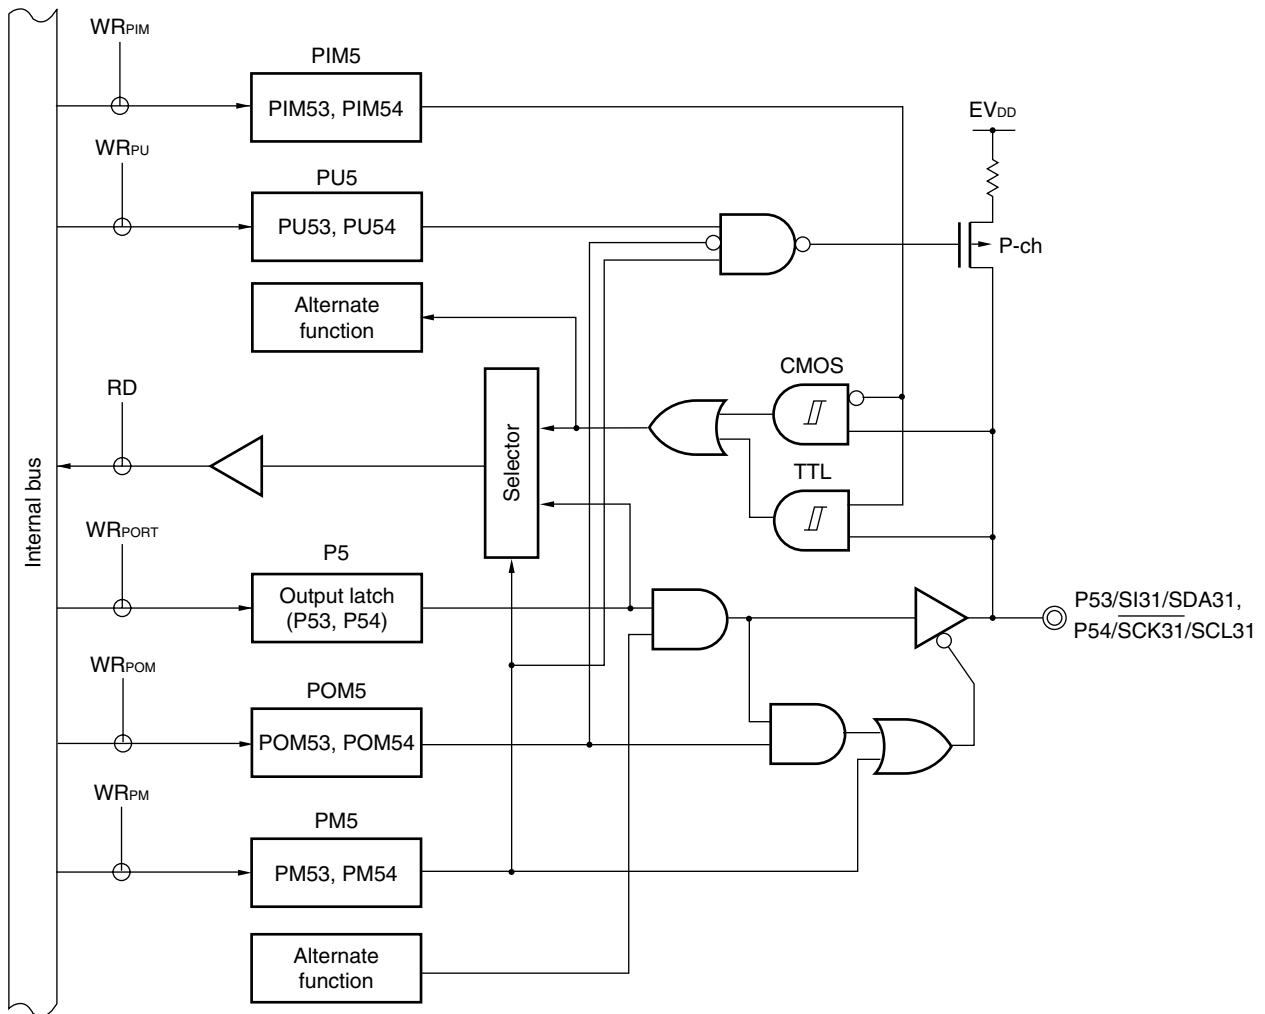 WRPIM
PIM5
PIM53, PIM54
EVDD
WRPU
PU5
PU53, PU54
P-ch
Alternate
function
CMOS
RD
Selector
TTL
Internal bus
WRPORT
P5
Output latch
(P53, P54)
P53/SI31/SDA31,
P54/SCK31/SCL31
WRPOM
POM5
POM53, POM54
WRPM
PM5
PM53, PM54
Alternate
function